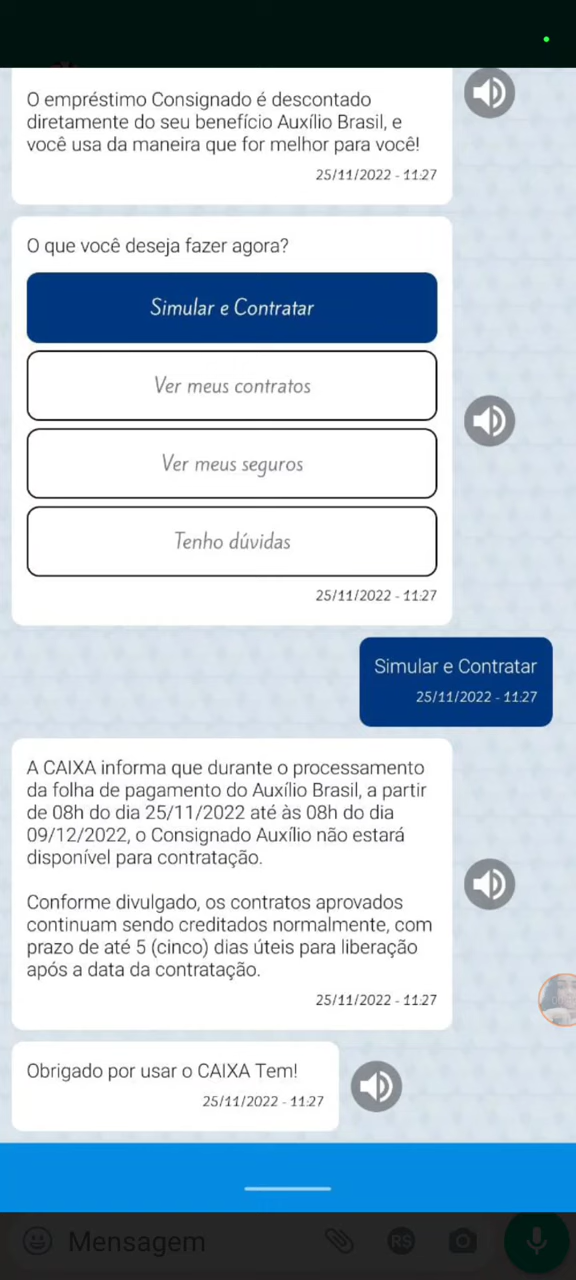 O empréstimo Consignado é descontado
diretamente do seu benefício Auxílio Brasil, e
você usa da maneira que for melhor para você!
25/11/2022 - 11:27
O que você deseja fazer agora?
Simular e Contratar
Ver meus contratos
Ver meus seguros
Tenho dúvidas
25/11/2022 - 11:27
Simular e Contratar
25/11/2022 - 11:27
A CAIXA informa que durante o processamento
da folha de pagamento do Auxílio Brasil, a partir
de 08h do dia 25/11/2022 até às 08h do dia
09/12/2022, o Consignado Auxílio não estará
disponível para contratação.
Conforme divulgado, os contratos aprovados
continuam sendo creditados normalmente, com
prazo de até 5 (cinco) dias úteis para liberação
após a data da contratação.
25/11/2022 - 11:27
Obrigado por usar o CAIXA Tem!
25/11/2022 - 11:27
Mensagem
RS